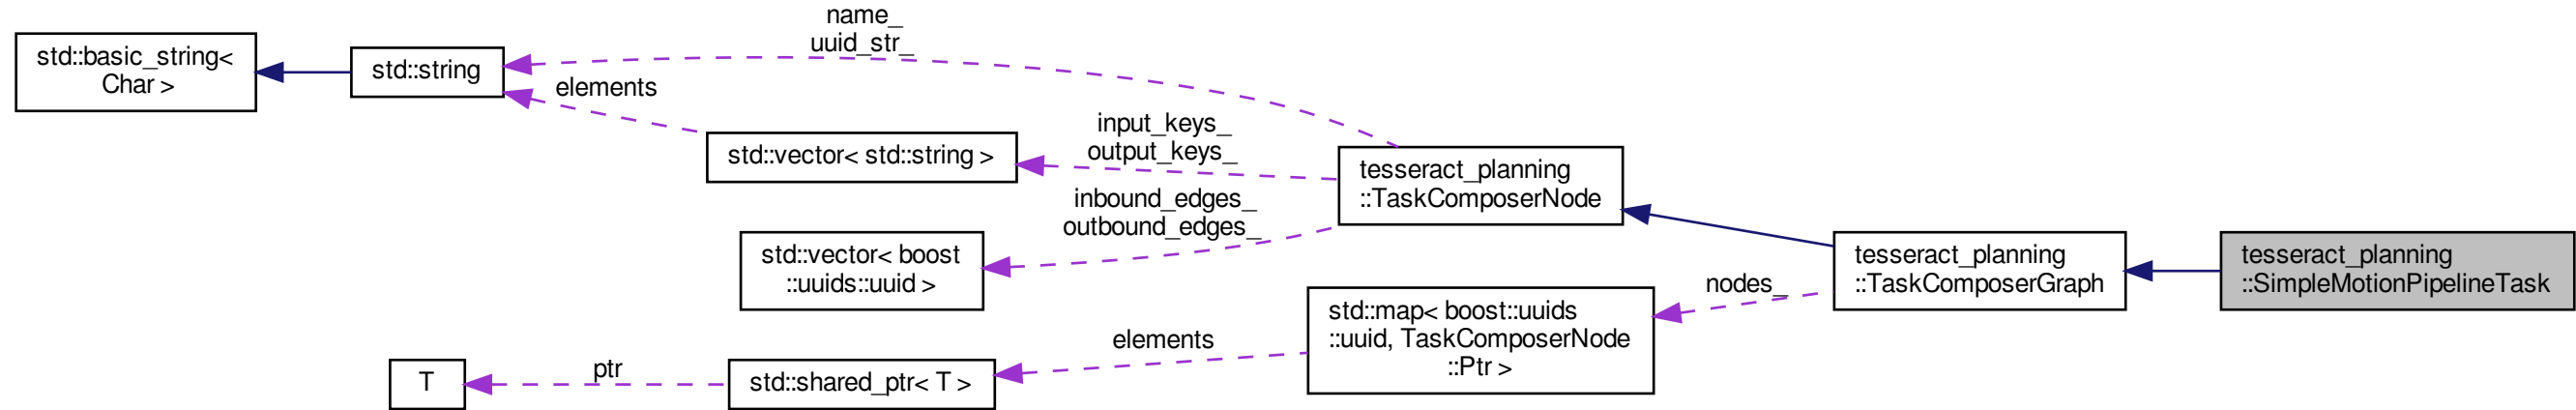 std::basic_string<
Char >
std::string
name_
uuid_str_
elements
std::vector< std::string >
input_keys_
output_keys_
inbound_edges_
outbound_edges_
std::vector< boost
::uuids::uuid >
tesseract_planning
::TaskComposerNode
tesseract_planning
::TaskComposerGraph
tesseract_planning
::SimpleMotionPipelineTask
nodes_
std::map< boost::uuids
::uuid, TaskComposerNode
::Ptr >
elements
std::shared_ptr< T >
ptr
T